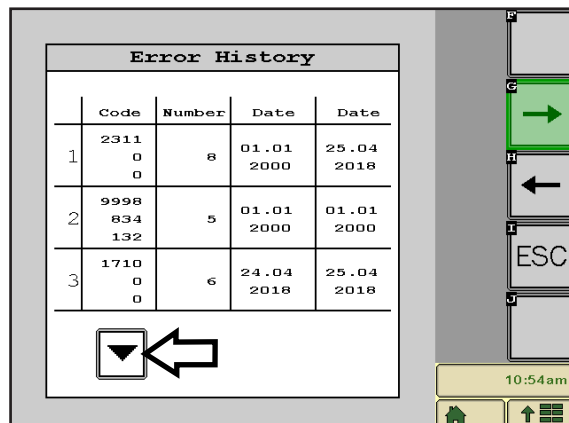 Error History
Code Number Date Date
1 2311 0 0 8 01.01 2000 25.04 2018
2 9998 834 132 5 01.01 2000 01.01 2000
3 1710 0 0 6 24.04 2018 25.04 2018
F
G
H
I
ESC
J
10:54am